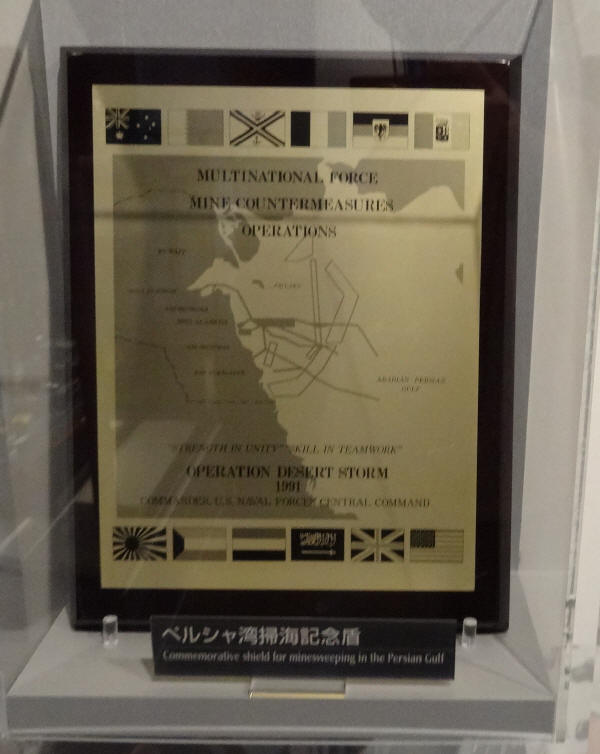 MULTINATIONAL FORCE
MINE COUNTERMEASURES
OPERATIONS
KUWAIT
ARABIAN - PERSIAN
GULF
"STRENGTH IN UNITY" "SKILL IN TEAMWORK"
OPERATION DESERT STORM
1991
COMMANDER, U.S. NAVAL FORCES CENTRAL COMMAND
ペルシャ湾掃海記念盾
Commemorative shield for minesweeping in the Persian Gulf